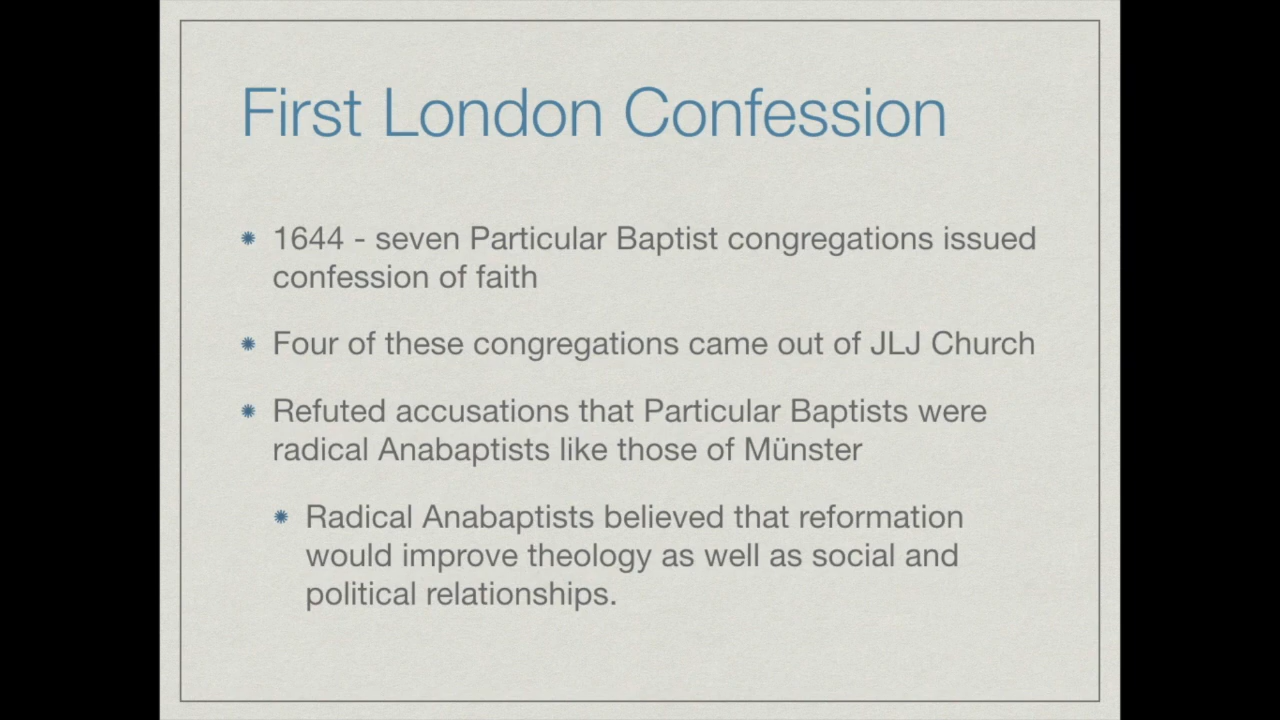 First London Confession
1644 - seven Particular Baptist congregations issued
confession of faith
Four of these congregations came out of JLJ Church
Refuted accusations that Particular Baptists were
radical Anabaptists like those of Münster
Radical Anabaptists believed that reformation
would improve theology as well as social and
political relationships.